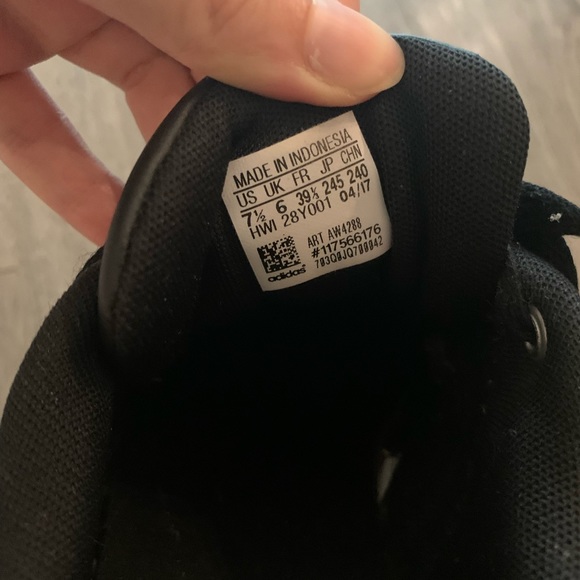 MADE IN INDONESIA
US UK FR JP CHN
7½ 6 39⅓ 245 240
HWI 28Y001 04/17
ART AW4288
#117566176
703Q0JQ700042
adidas